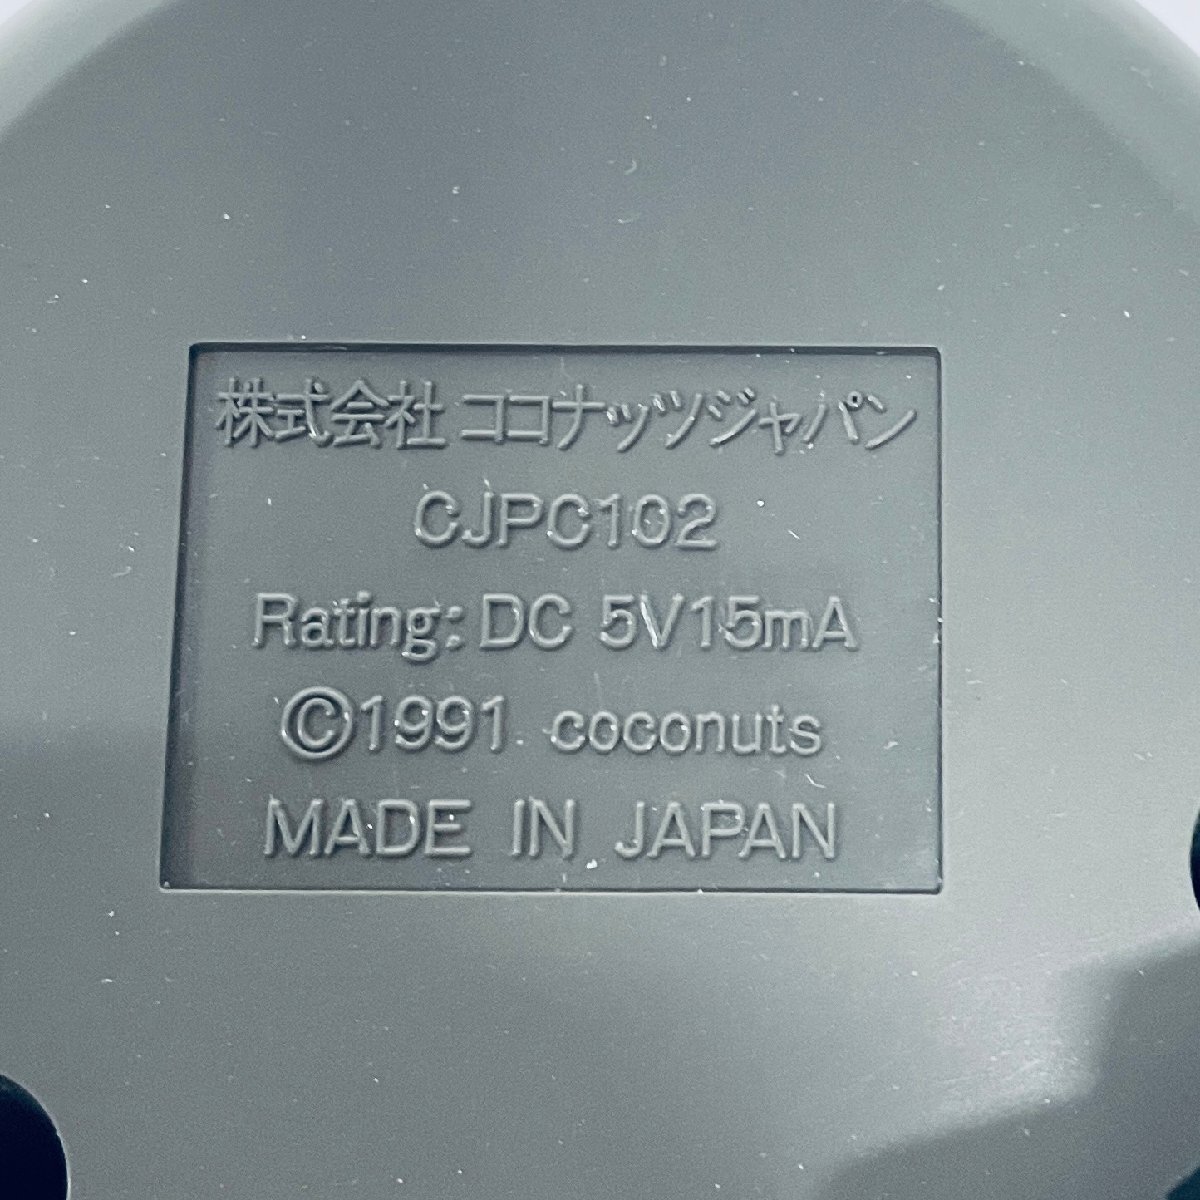 株式会社 ココナッツジャパン
CJPC102
Rating: DC 5V15mA
©1991 coconuts
MADE IN JAPAN